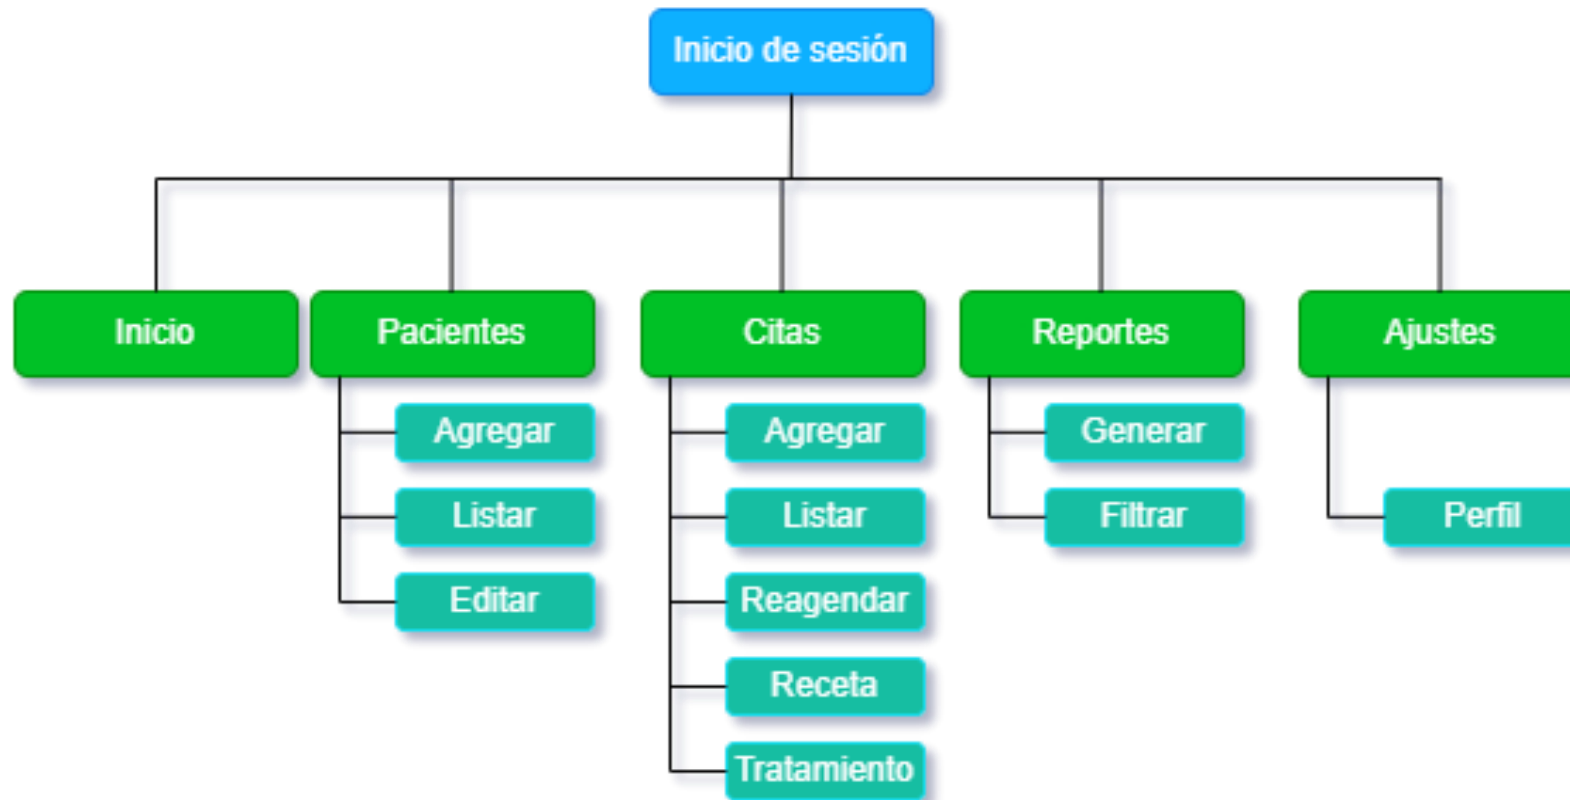 Inicio de sesión
Inicio
Pacientes
Citas
Reportes
Ajustes
Agregar
Listar
Editar
Agregar
Listar
Reagendar
Receta
Tratamiento
Generar
Filtrar
Perfil